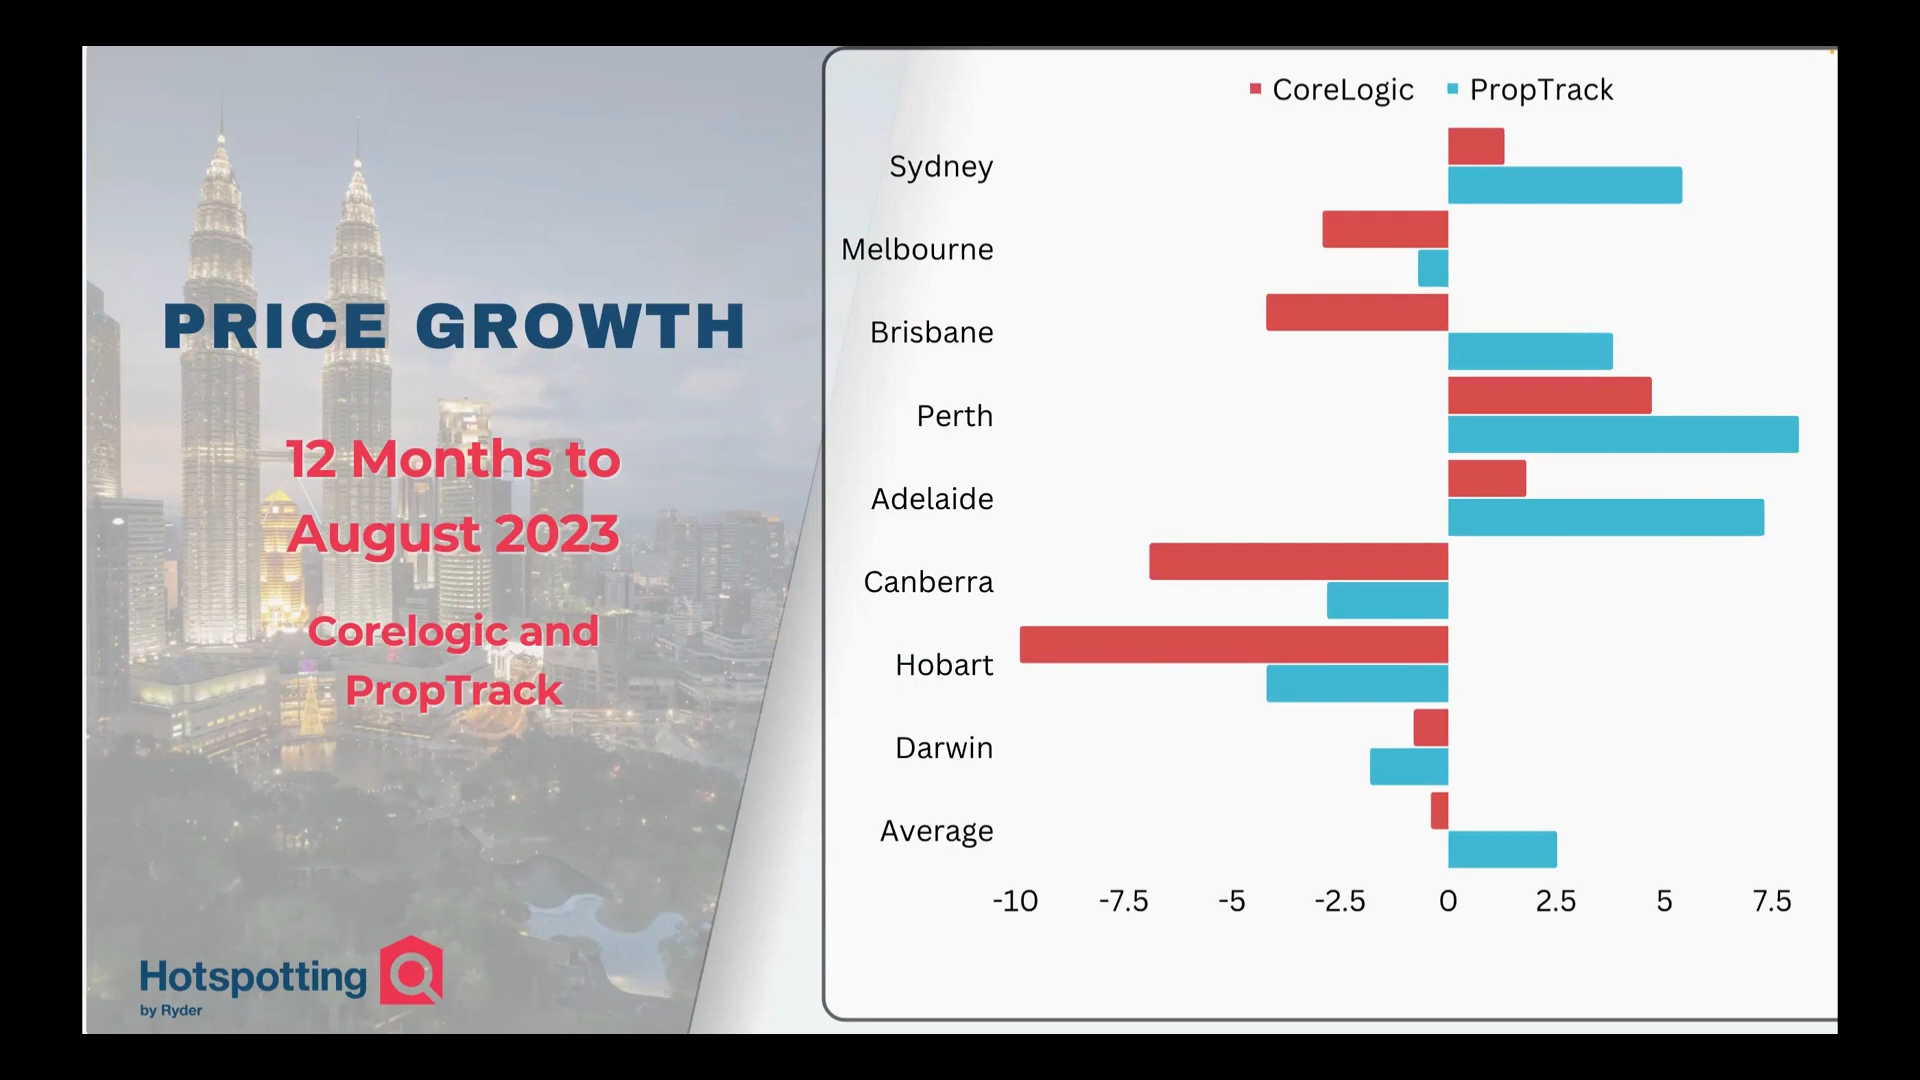 PRICE GROWTH
12 Months to
August 2023
Corelogic and
PropTrack
Hotspotting
by Ryder
CoreLogic PropTrack
Sydney
Melbourne
Brisbane
Perth
Adelaide
Canberra
Hobart
Darwin
Average
-10 -7.5 -5 -2.5 0 2.5 5 7.5